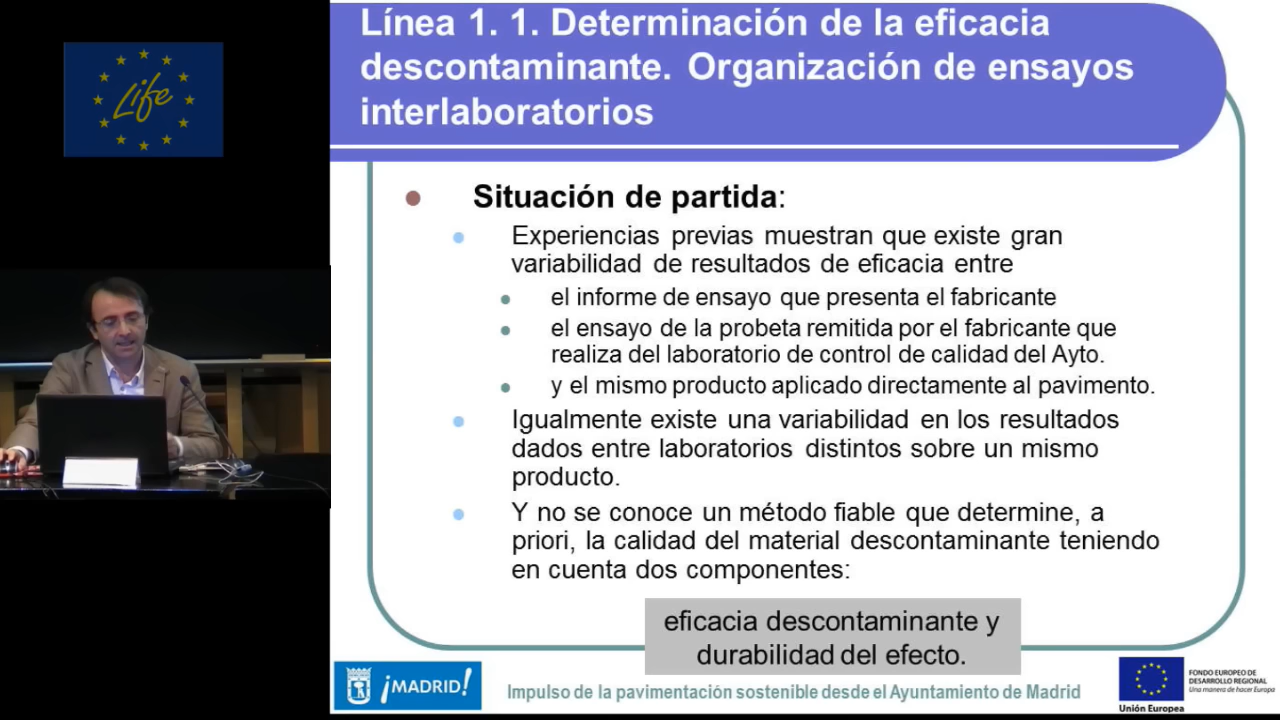 Línea 1. 1. Determinación de la eficacia
descontaminante. Organización de ensayos
interlaboratorios
Life
Situación de partida:
Experiencias previas muestran que existe gran
variabilidad de resultados de eficacia entre
el informe de ensayo que presenta el fabricante
el ensayo de la probeta remitida por el fabricante que
realiza del laboratorio de control de calidad del Ayto.
y el mismo producto aplicado directamente al pavimento.
Igualmente existe una variabilidad en los resultados
dados entre laboratorios distintos sobre un mismo
producto.
Y no se conoce un método fiable que determine, a
priori, la calidad del material descontaminante teniendo
en cuenta dos componentes:
eficacia descontaminante y
durabilidad del efecto.
¡MADRID!
Impulso de la pavimentación sostenible desde el Ayuntamiento de Madrid
Unión Europea
FONDO EUROPEO DE
DESARROLLO REGIONAL
Una manera de hacer Europa